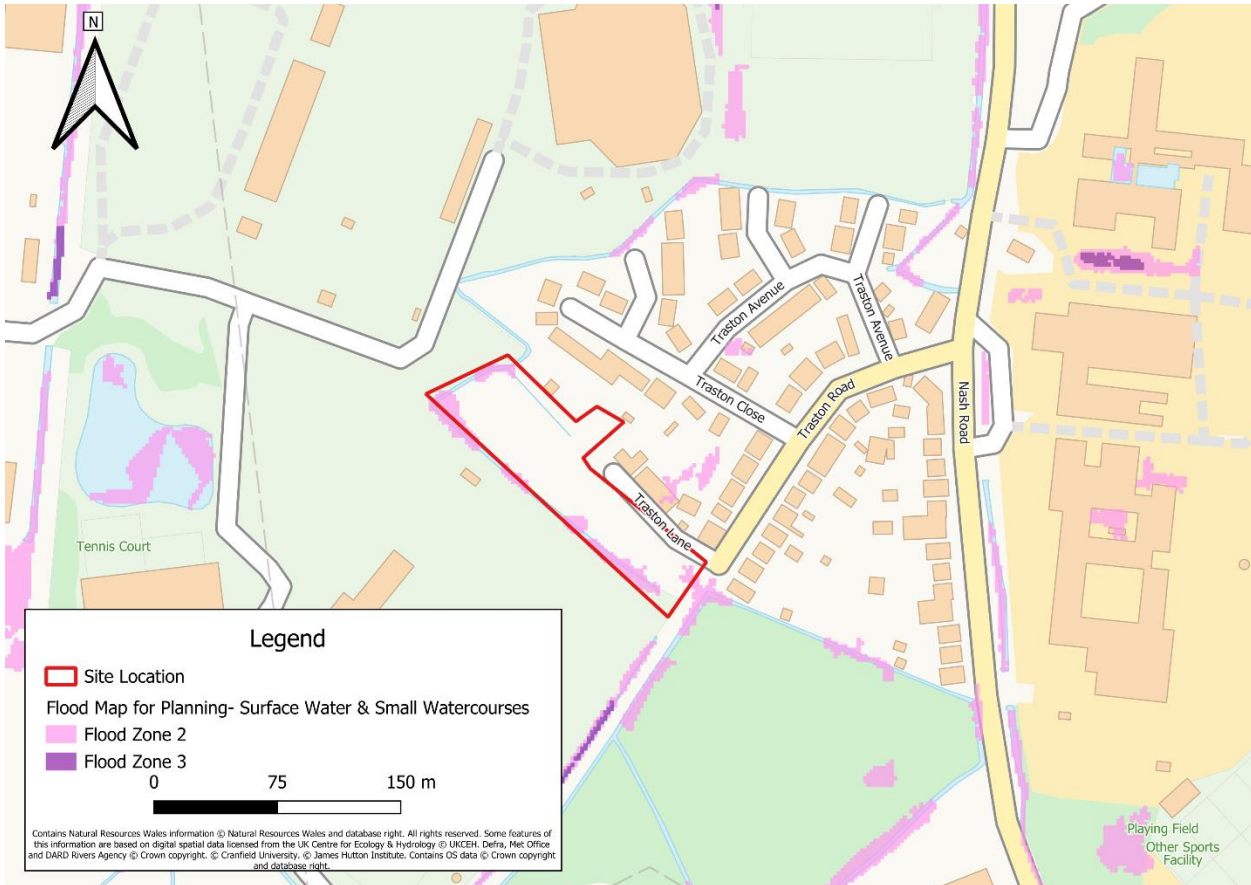 N
Traston Avenue
Traston Avenue
Traston Close
Traston Road
Nash Road
Traston Lane
Tennis Court
Legend
Site Location
Flood Map for Planning- Surface Water & Small Watercourses
Flood Zone 2
Flood Zone 3
0 75 150 m
Contains Natural Resources Wales information © Natural Resources Wales and database right. All rights reserved. Some features of
this information are based on digital spatial data licensed from the UK Centre for Ecology & Hydrology © UKCEH. Defra, Met Office
and DARD Rivers Agency © Crown copyright. © Cranfield University. © James Hutton Institute. Contains OS data © Crown copyright
and database right.
Playing Field
Other Sports
Facility